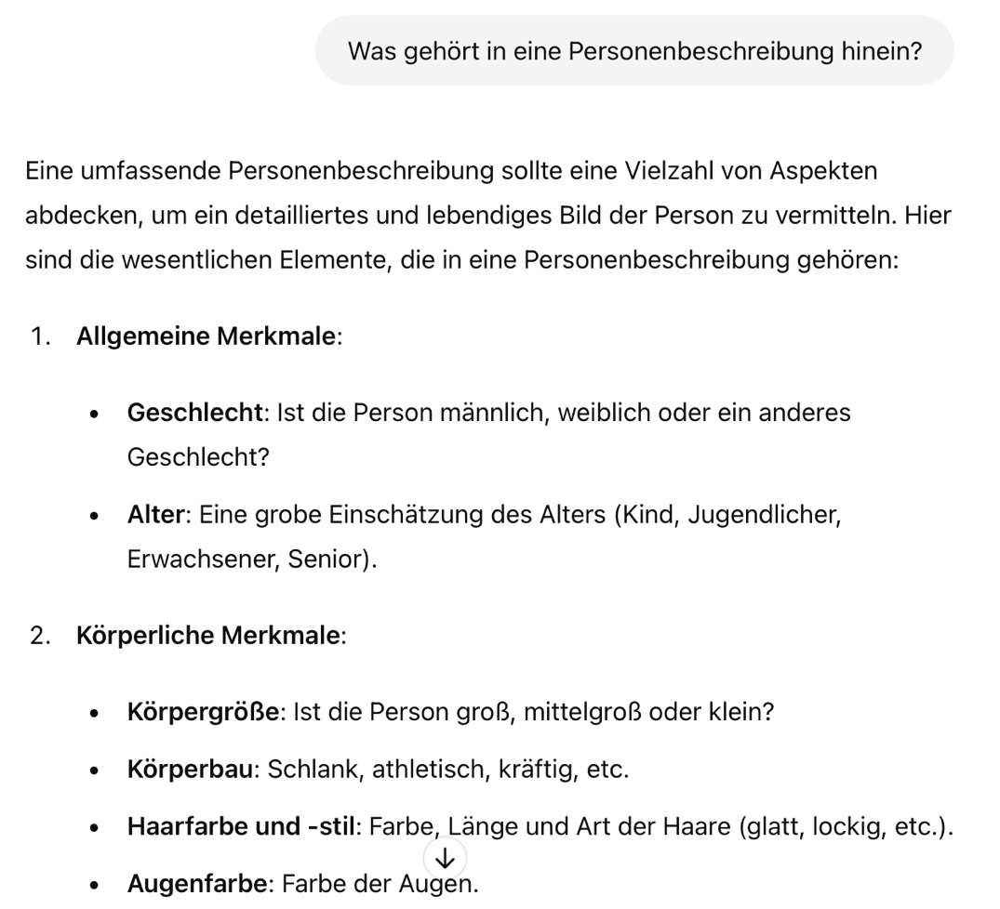 Was gehört in eine Personenbeschreibung hinein?
Eine umfassende Personenbeschreibung sollte eine Vielzahl von Aspekten
abdecken, um ein detailliertes und lebendiges Bild der Person zu vermitteln. Hier
sind die wesentlichen Elemente, die in eine Personenbeschreibung gehören:
1. Allgemeine Merkmale:
• Geschlecht: Ist die Person männlich, weiblich oder ein anderes
Geschlecht?
• Alter: Eine grobe Einschätzung des Alters (Kind, Jugendlicher,
Erwachsener, Senior).
2. Körperliche Merkmale:
• Körpergröße: Ist die Person groß, mittelgroß oder klein?
• Körperbau: Schlank, athletisch, kräftig, etc.
• Haarfarbe und -stil: Farbe, Länge und Art der Haare (glatt, lockig, etc.).
• Augenfarbe: Farbe der Augen.